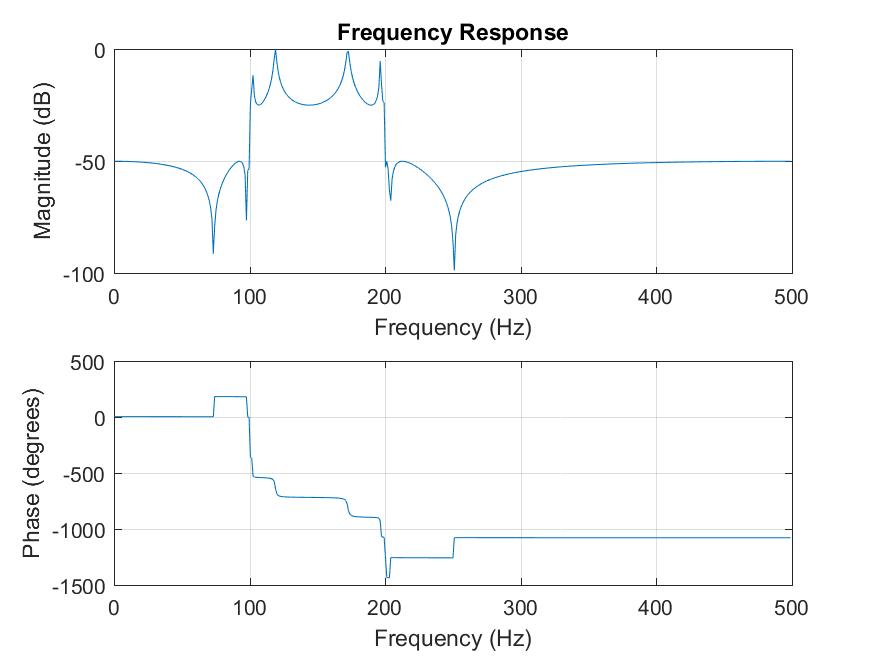 Frequency Response
0
-50
-100
Magnitude (dB)
0 100 200 300 400 500
Frequency (Hz)
500
0
-500
-1000
-1500
Phase (degrees)
0 100 200 300 400 500
Frequency (Hz)